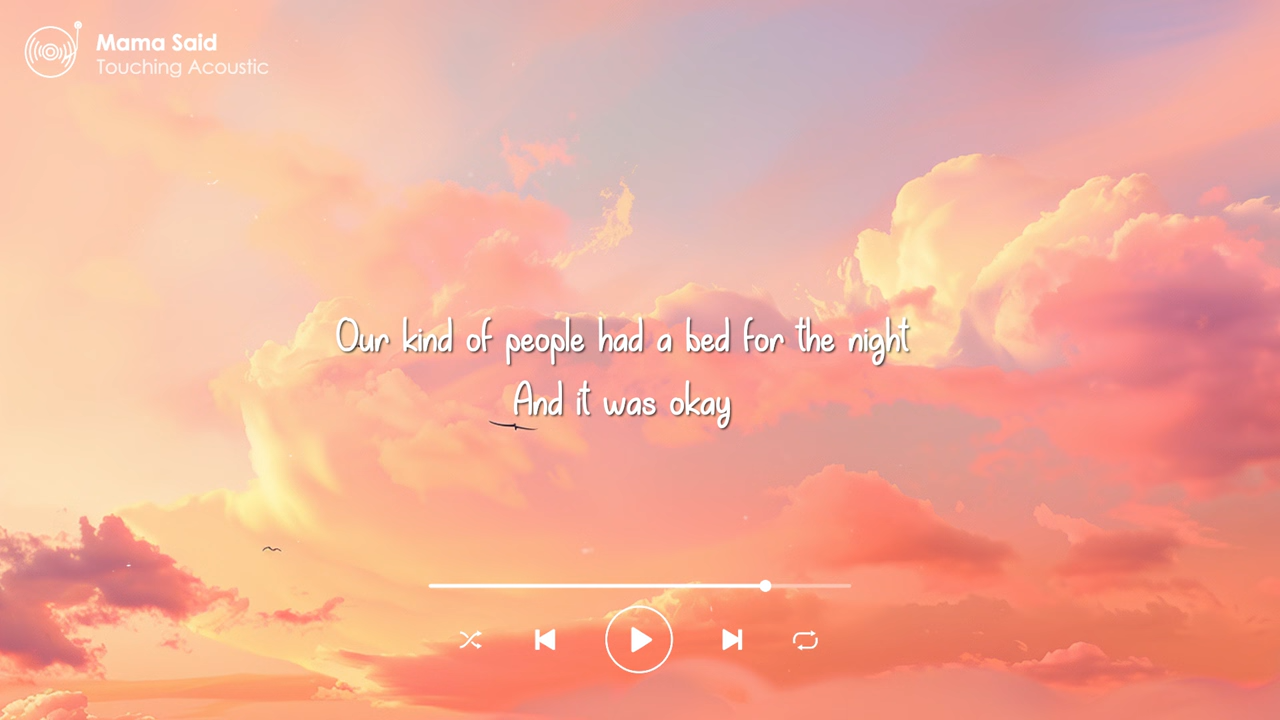 Mama Said
Touching Acoustic
Our kind of people had a bed for the night
And it was okay